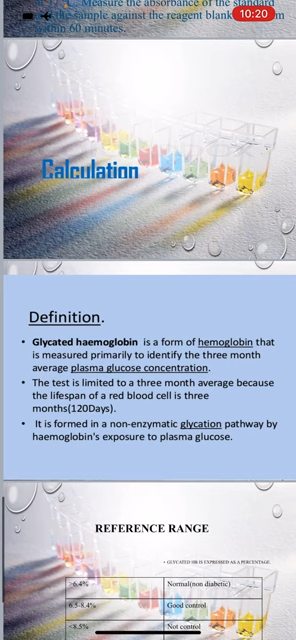 Measure the absorbance of the standard
sample against the reagent blank
10:20
within 60 minutes.
Calculation
Definition.
• Glycated haemoglobin is a form of hemoglobin that
is measured primarily to identify the three month
average plasma glucose concentration.
• The test is limited to a three month average because
the lifespan of a red blood cell is three
months(120Days).
• It is formed in a non-enzymatic glycation pathway by
haemoglobin's exposure to plasma glucose.
REFERENCE RANGE
• GLYCATED HB IS EXPRESSED AS A PERCENTAGE
6.4% Normal(non diabetic)
6.5-8.4% Good control
<8.5% Not control